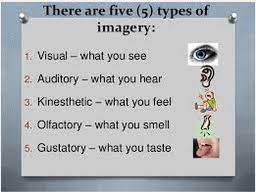 There are five (5) types of
imagery:
1. Visual – what you see
2. Auditory – what you hear
3. Kinesthetic – what you feel
4. Olfactory – what you smell
5. Gustatory – what you taste